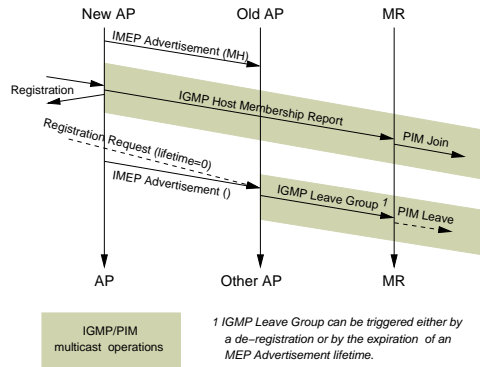 New AP
Old AP
MR
IMEP Advertisement (MH)
Registration
IGMP Host Membership Report
PIM Join
Registration Request (lifetime=0)
IMEP Advertisement ()
IGMP Leave Group 1
PIM Leave
AP
Other AP
MR
IGMP/PIM
multicast operations
1 IGMP Leave Group can be triggered either by
a de−registration or by the expiration of an
MEP Advertisement lifetime.